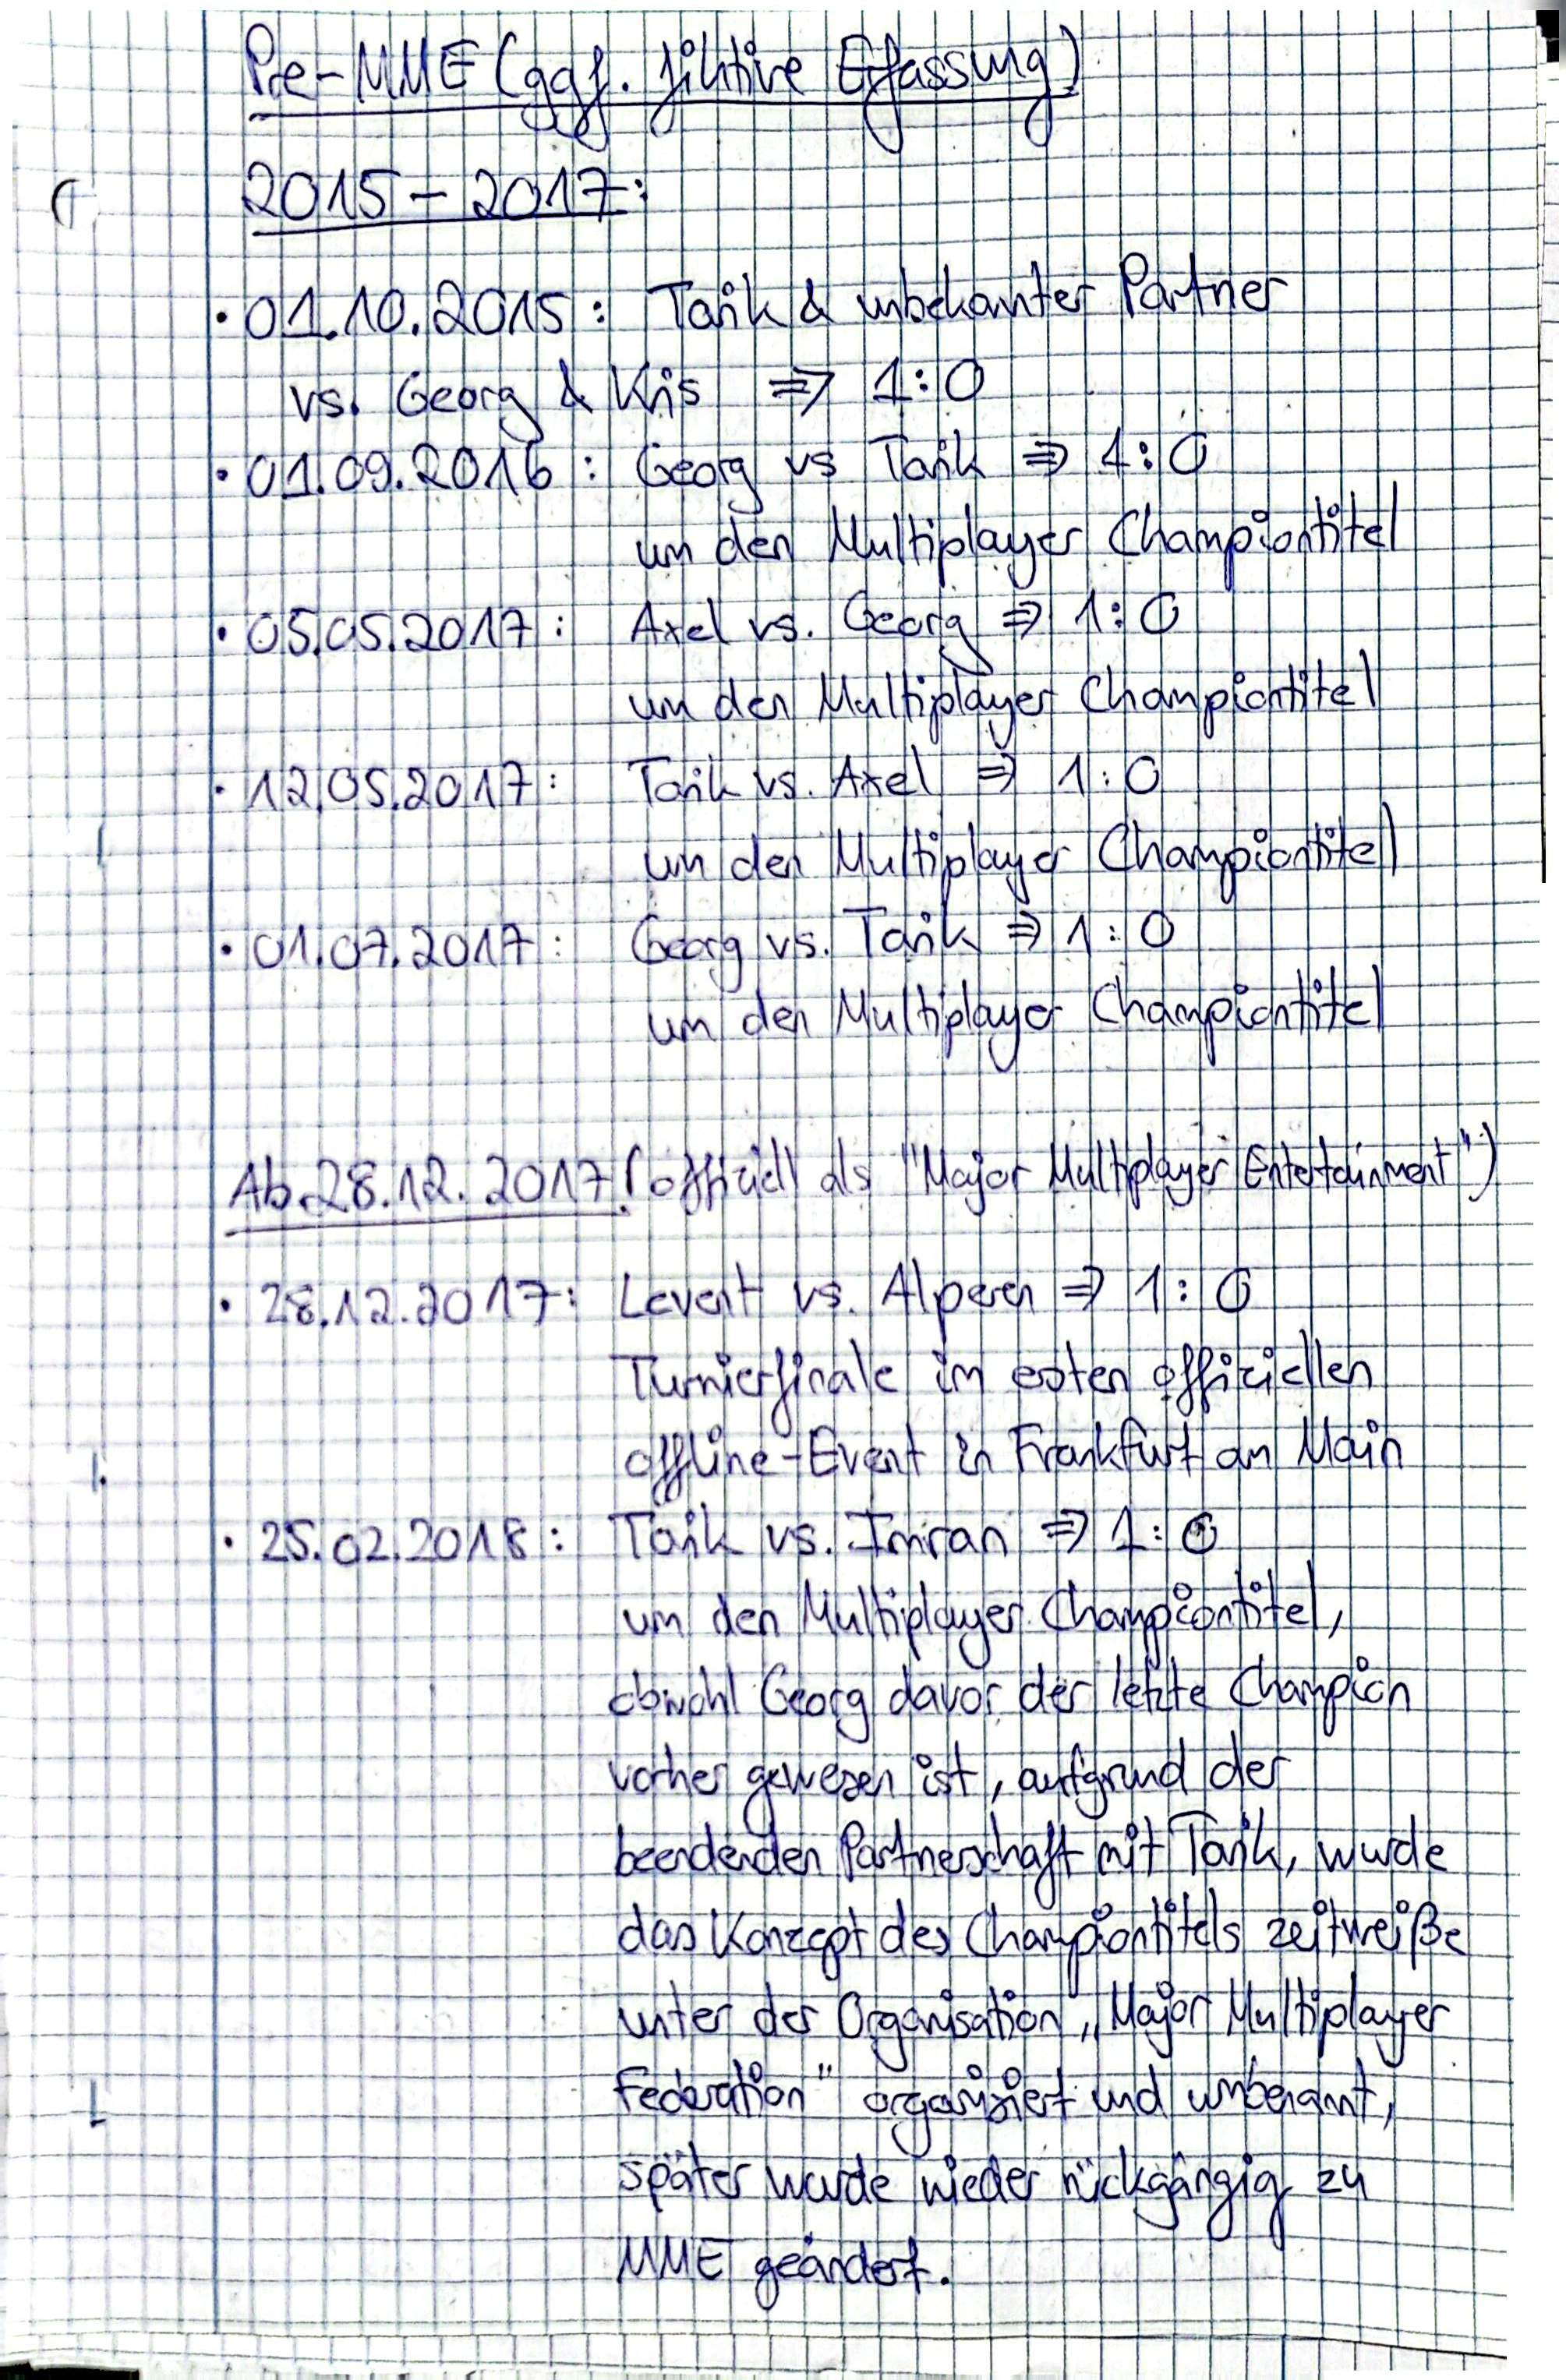 Pre-MME (ggf. fiktive Erfassung)
2015 – 2017:
• 01.10.2015: Tarik & unbekannter Partner
vs. Georg & Kris ⇒ 1:0
• 01.09.2016: Georg vs Tarik ⇒ 1:0
um den Multiplayer Championtitel
• 05.05.2017: Axel vs. Georg ⇒ 1:0
um den Multiplayer Championtitel
• 12.05.2017: Tarik vs. Axel ⇒ 1:0
um den Multiplayer Championtitel
• 01.07.2017: Georg vs. Tarik ⇒ 1:0
um den Multiplayer Championtitel
Ab 28.12.2017: (offiziell als "Major Multiplayer Entertainment")
• 28.12.2017: Levent vs. Alperen ⇒ 1:0
Turnierfinale im ersten offiziellen
offline-Event in Frankfurt am Main
• 25.02.2018: Tarik vs. Imran ⇒ 1:0
um den Multiplayer Championtitel,
obwohl Georg davor der letzte Champion
vorher gewesen ist, aufgrund der
beendenden Partnerschaft mit Tarik, wurde
das Konzept des Championtitels zeitweiße
unter der Organisation „Major Multiplayer
Federation" organisiert und umbenannt,
später wurde wieder rückgängig zu
MME geändert.